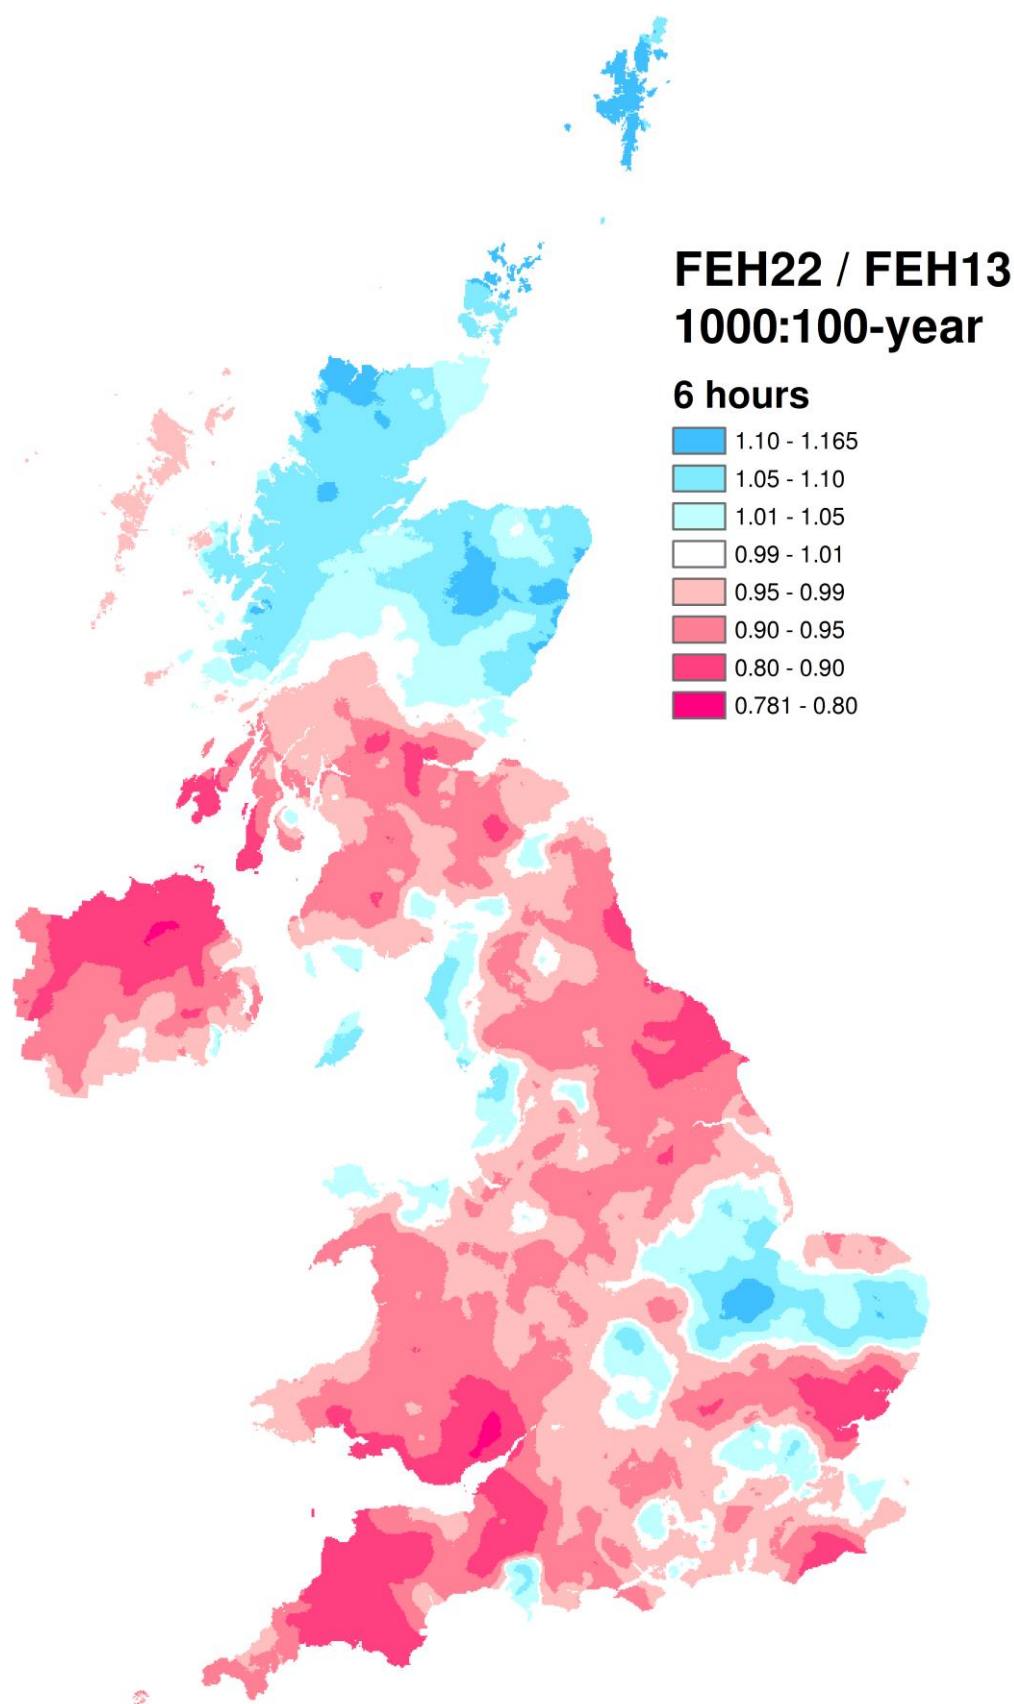 FEH22 / FEH13
1000:100-year
6 hours
1.10 - 1.165
1.05 - 1.10
1.01 - 1.05
0.99 - 1.01
0.95 - 0.99
0.90 - 0.95
0.80 - 0.90
0.781 - 0.80